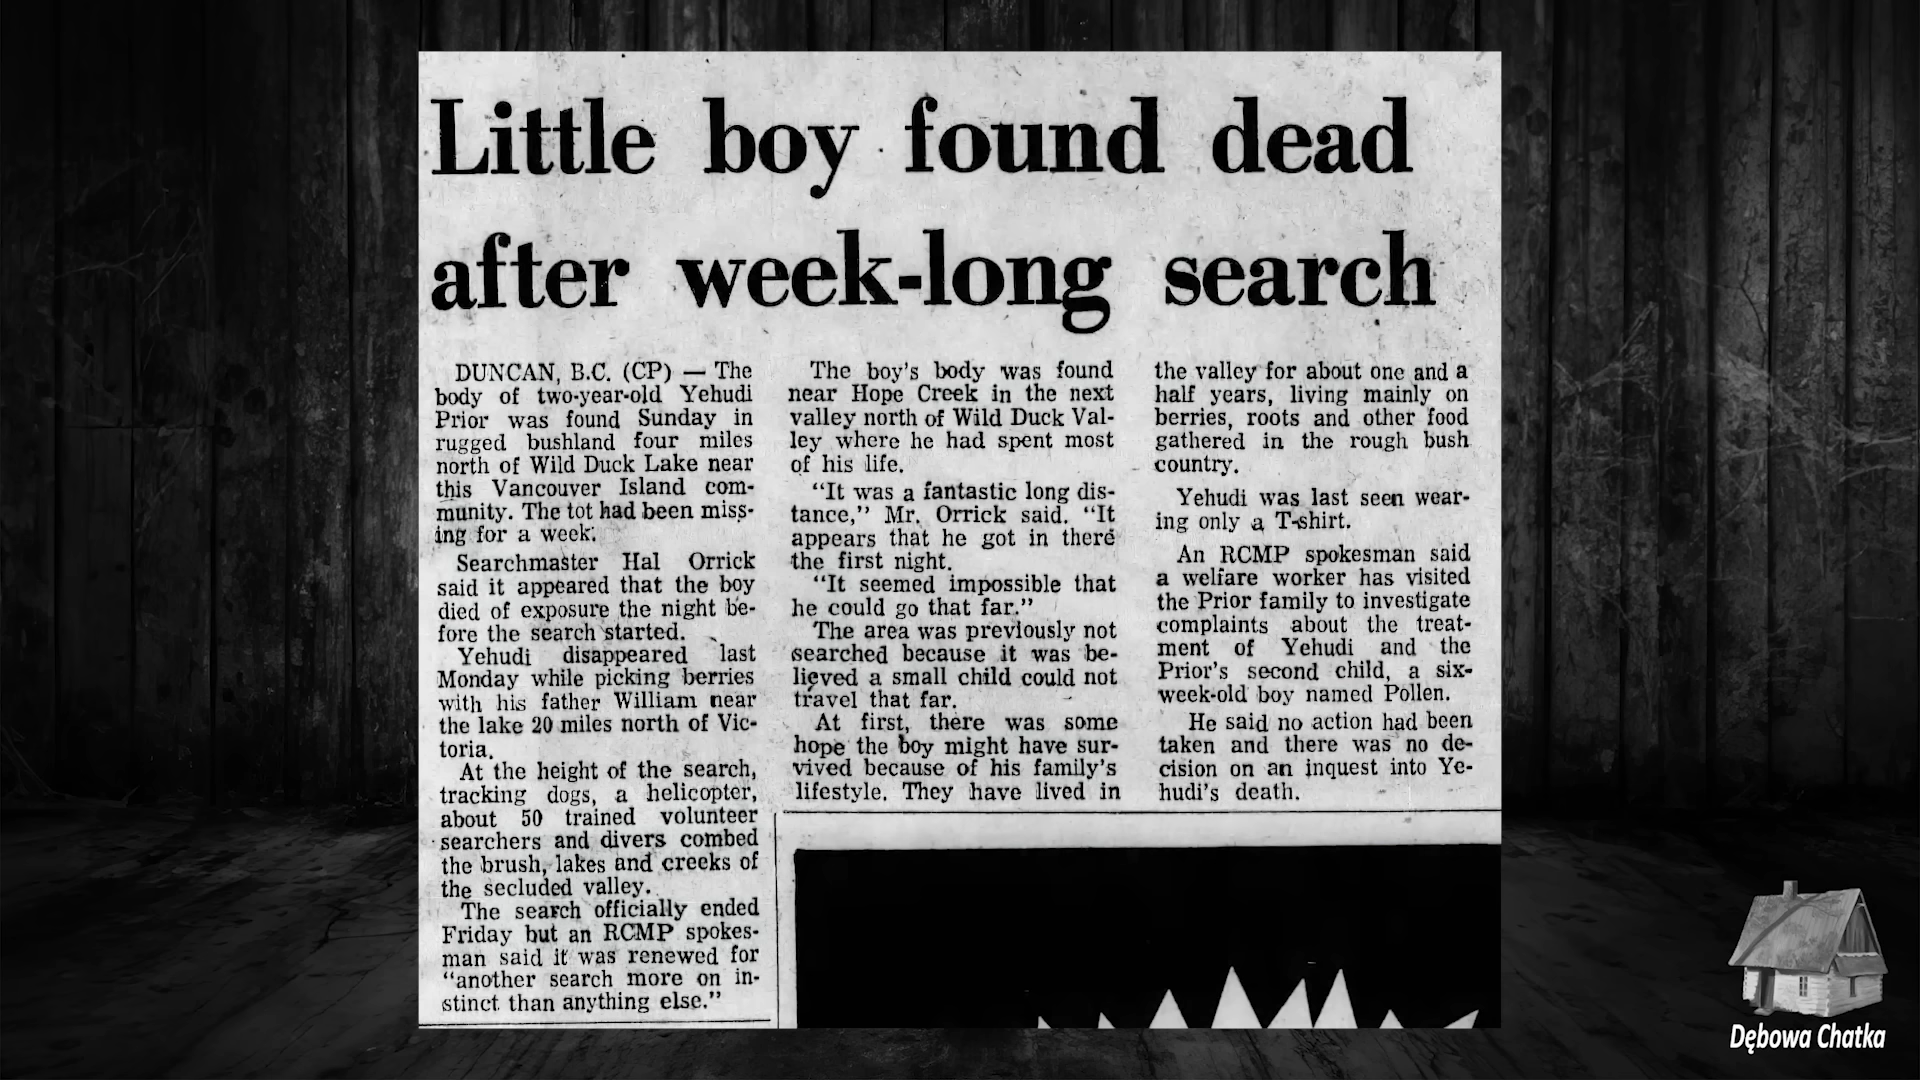 Little boy found dead
after week-long search
DUNCAN, B.C. (CP) — The
body of two-year-old Yehudi
Prior was found Sunday in
rugged bushland four miles
north of Wild Duck Lake near
this Vancouver Island com-
munity. The tot had been miss-
ing for a week.
Searchmaster Hal Orrick
said it appeared that the boy
died of exposure the night be-
fore the search started.
Yehudi disappeared last
Monday while picking berries
with his father William near
the lake 20 miles north of Vic-
toria.
At the height of the search,
tracking dogs, a helicopter,
about 50 trained volunteer
searchers and divers combed
the brush, lakes and creeks of
the secluded valley.
The search officially ended
Friday but an RCMP spokes-
man said it was renewed for
“another search more on in-
stinct than anything else.”
The boy's body was found
near Hope Creek in the next
valley north of Wild Duck Val-
ley where he had spent most
of his life.
“It was a fantastic long dis-
tance,” Mr. Orrick said. “It
appears that he got in there
the first night.
“It seemed impossible that
he could go that far.”
The area was previously not
searched because it was be-
lieved a small child could not
travel that far.
At first, there was some
hope the boy might have sur-
vived because of his family's
lifestyle. They have lived in
the valley for about one and a
half years, living mainly on
berries, roots and other food
gathered in the rough bush
country.
Yehudi was last seen wear-
ing only a T-shirt.
An RCMP spokesman said
a welfare worker has visited
the Prior family to investigate
complaints about the treat-
ment of Yehudi and the
Prior's second child, a six-
week-old boy named Pollen.
He said no action had been
taken and there was no de-
cision on an inquest into Ye-
hudi's death.
Dębowa Chatka